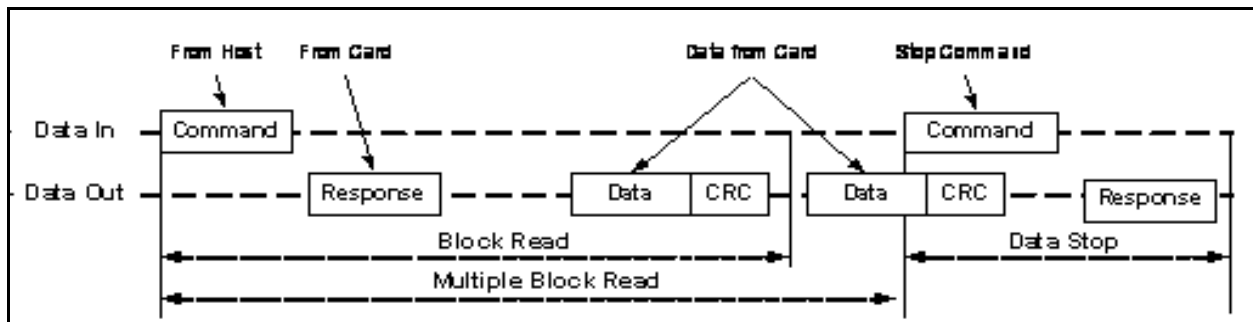 From Host From Card Data from Card Stop Command
Data In Command Command
Data Out Response Data CRC Data CRC Response
Block Read Data Stop
Multiple Block Read